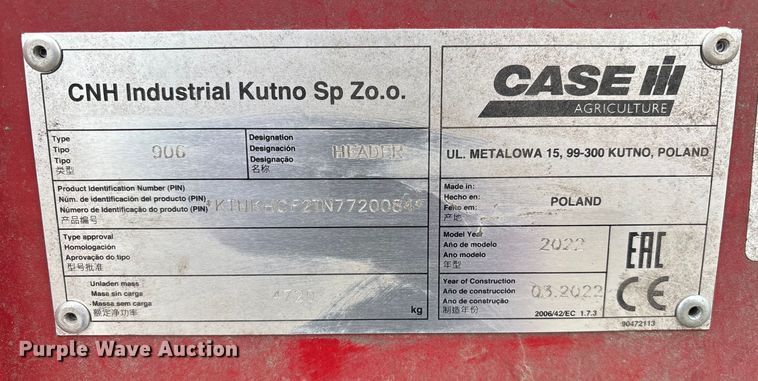 CNH Industrial Kutno Sp Zo.o.
CASE IH
AGRICULTURE
Type
Tipo
Tipo
类型
906
Designation
Designación
Designação
名称
HEADER
UL. METALOWA 15, 99-300 KUTNO, POLAND
Product Identification Number (PIN)
Núm. de identificación del producto (PIN)
Número de identificação do produto (PIN)
产品编号
Made in:
Hecho en:
Feito em:
产地
POLAND
Type approval
Homologación
Aprovação do tipo
型号批准
Model Year
Año de modelo
Ano modelo
年型
2022
EAC
Unladen mass
Masa sin carga
Massa sem carga
额定净功率
kg
Year of Construction
Año de construcción
Ano de construção
制造年份
03.2022
CE
2006/42/EC 1.7.3
90472113
Purple Wave Auction